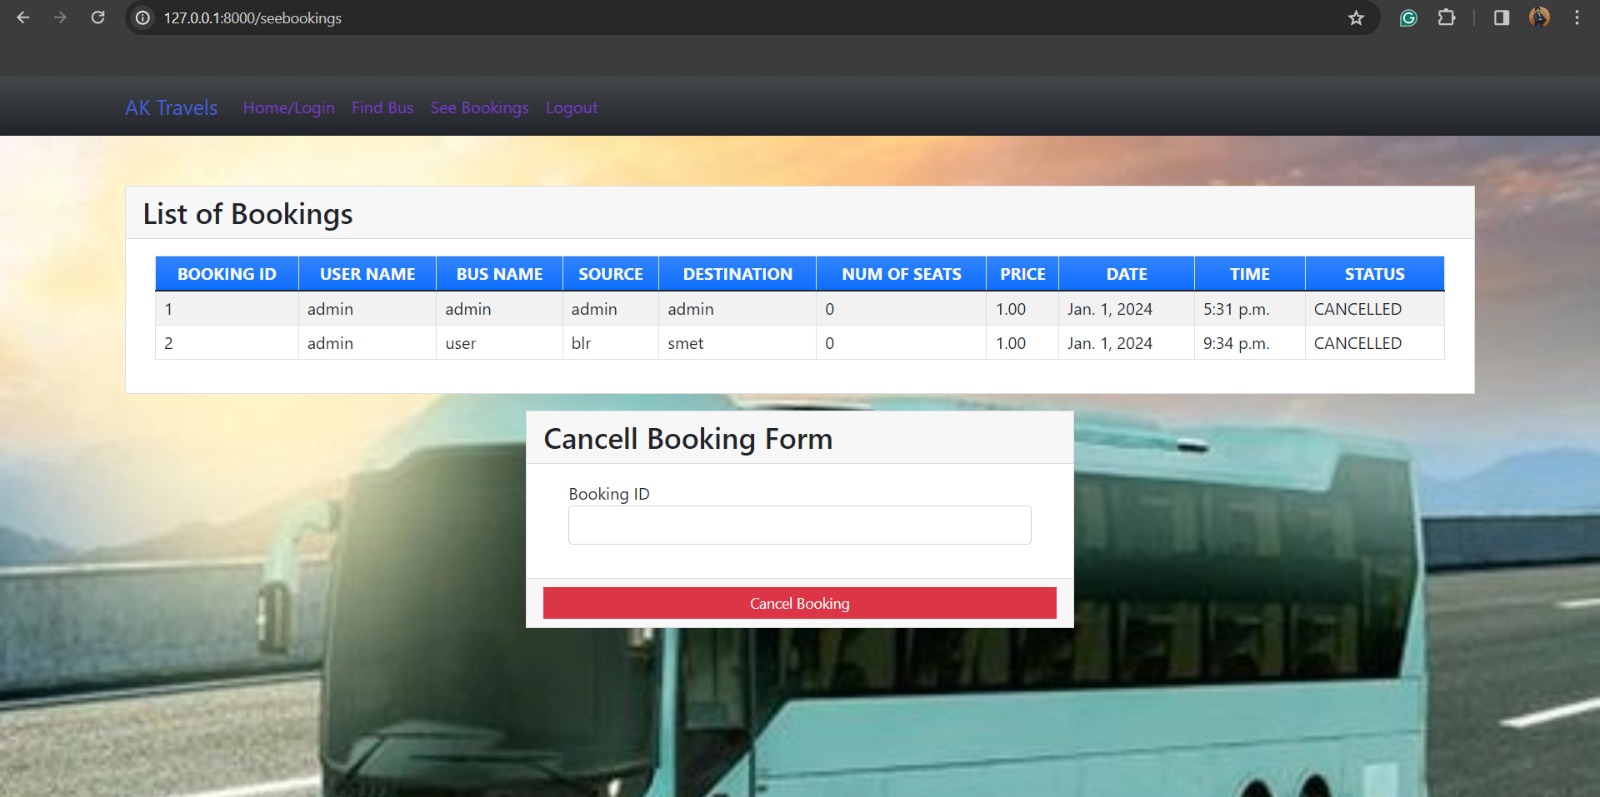 127.0.0.1:8000/seebookings
AK Travels Home/Login Find Bus See Bookings Logout
List of Bookings
BOOKING ID USER NAME BUS NAME SOURCE DESTINATION NUM OF SEATS PRICE DATE TIME STATUS
1 admin admin admin admin 0 1.00 Jan. 1, 2024 5:31 p.m. CANCELLED
2 admin user blr smet 0 1.00 Jan. 1, 2024 9:34 p.m. CANCELLED
Cancell Booking Form
Booking ID
Cancel Booking